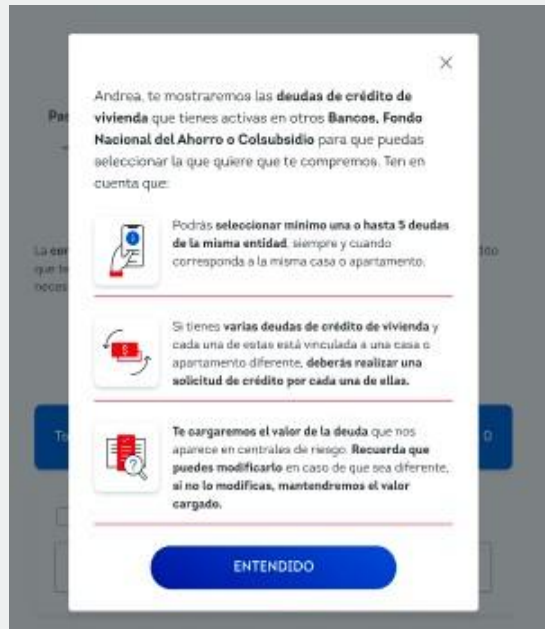 Andrea, te mostraremos las deudas de crédito de
vivienda que tienes activas en otros Bancos, Fondo
Nacional del Ahorro o Colsubsidio para que puedas
seleccionar la que quiere que te compremos. Ten en
cuenta que:
Podrás seleccionar mínimo una o hasta 5 deudas
de la misma entidad, siempre y cuando
corresponda a la misma casa o apartamento.
Si tienes varias deudas de crédito de vivienda y
cada una de estas está vinculada a una casa o
apartamento diferente, deberás realizar una
solicitud de crédito por cada una de ellas.
Te cargaremos el valor de la deuda que nos
aparece en centrales de riesgo. Recuerda que
puedes modificarlo en caso de que sea diferente,
si no lo modificas, mantendremos el valor
cargado.
ENTENDIDO